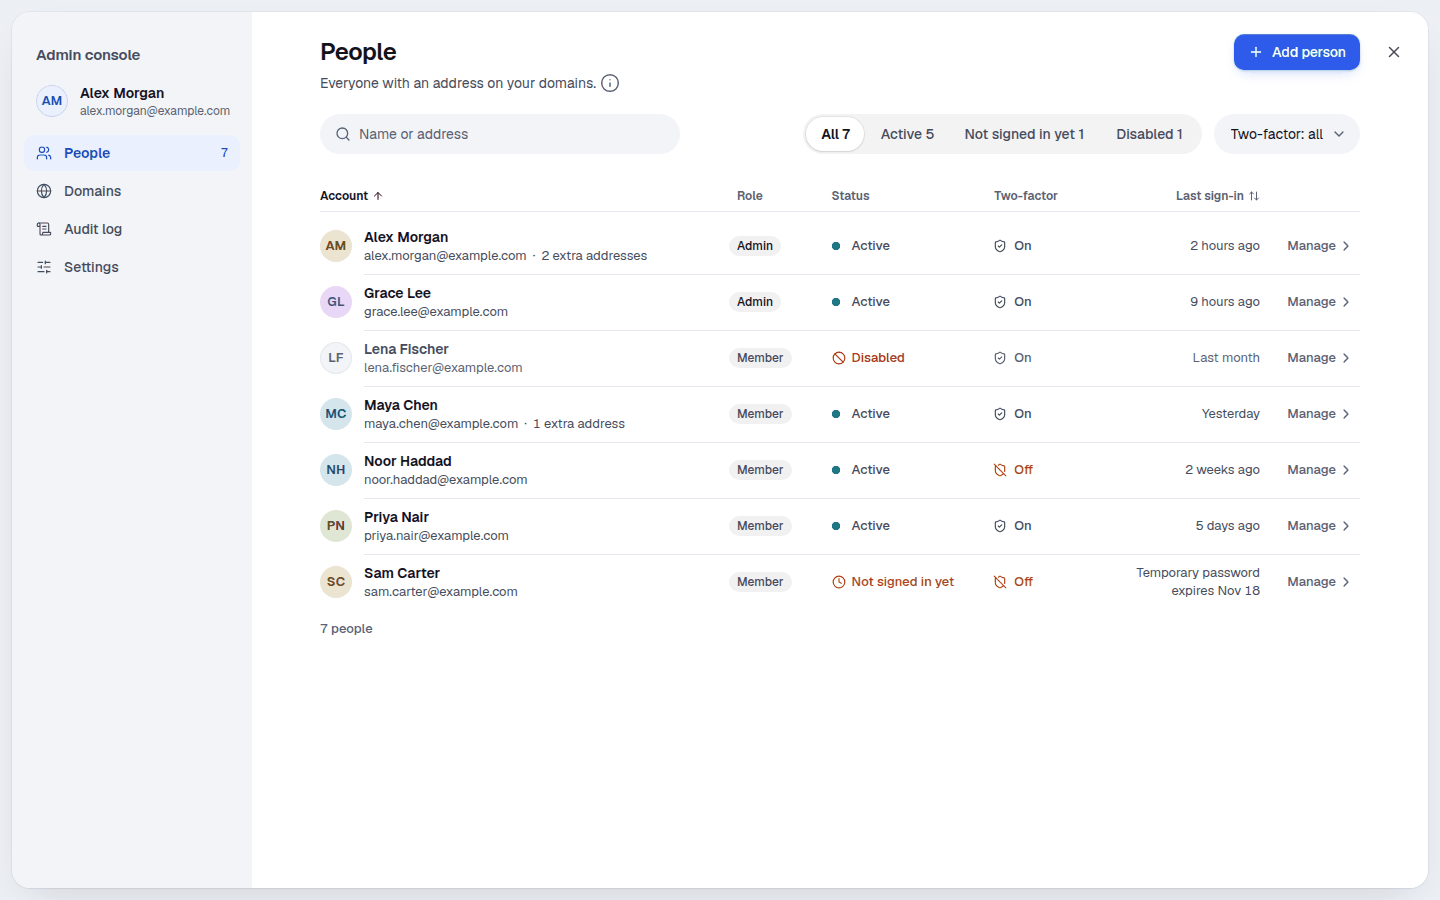 Admin console
AM
Alex Morgan
alex.morgan@example.com
People 7
Domains
Audit log
Settings
People
Everyone with an address on your domains.
Add person
Name or address
All 7 Active 5 Not signed in yet 1 Disabled 1
Two-factor: all
Account Role Status Two-factor Last sign-in
AM Alex Morgan
alex.morgan@example.com · 2 extra addresses
Admin Active On 2 hours ago Manage
GL Grace Lee
grace.lee@example.com
Admin Active On 9 hours ago Manage
LF Lena Fischer
lena.fischer@example.com
Member Disabled On Last month Manage
MC Maya Chen
maya.chen@example.com · 1 extra address
Member Active On Yesterday Manage
NH Noor Haddad
noor.haddad@example.com
Member Active Off 2 weeks ago Manage
PN Priya Nair
priya.nair@example.com
Member Active On 5 days ago Manage
SC Sam Carter
sam.carter@example.com
Member Not signed in yet Off Temporary password
expires Nov 18
Manage
7 people